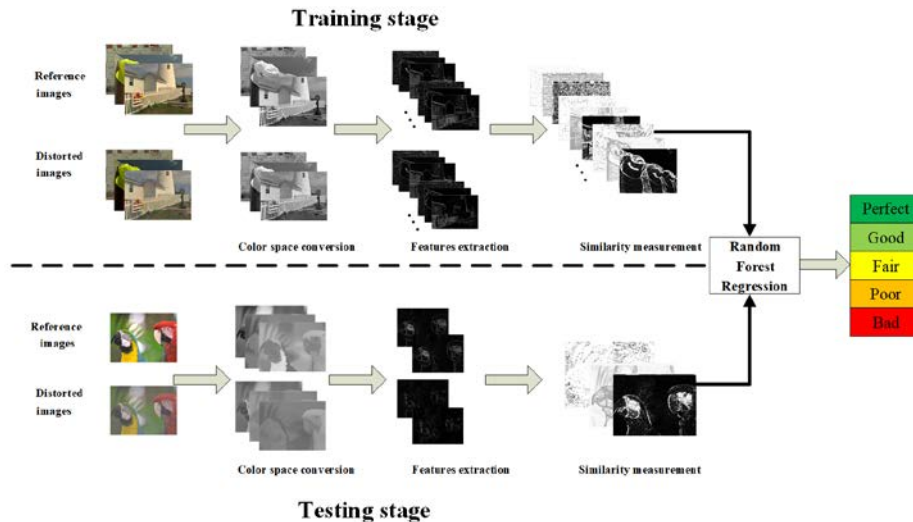 Training stage
Reference
images
Distorted
images
Color space conversion
Features extraction
Similarity measurement
Random
Forest
Regression
Perfect
Good
Fair
Poor
Bad
Reference
images
Distorted
images
Color space conversion
Features extraction
Similarity measurement
Testing stage